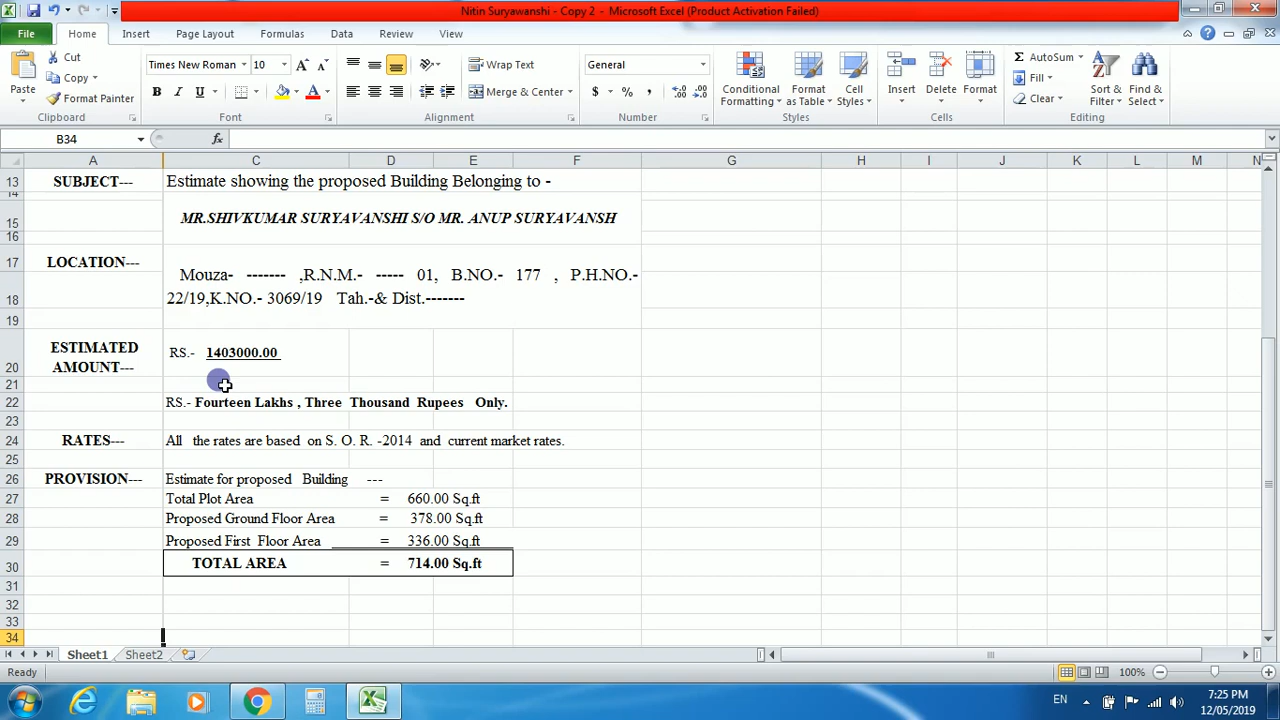 Nitin Suryawanshi - Copy 2 - Microsoft Excel (Product Activation Failed)
File Home Insert Page Layout Formulas Data Review View
Paste Cut Copy Format Painter Clipboard
Times New Roman 10 B I U A A A Font
Wrap Text Merge & Center Alignment
General $ % , .0 .00 .00 .0 Number
Conditional Formatting Format as Table Cell Styles Styles
Insert Delete Format Cells
Σ AutoSum Fill Clear Sort & Filter Find & Select Editing
B34 fx
A C D E F G H I J K L M N
13 SUBJECT--- Estimate showing the proposed Building Belonging to -
14
15 MR.SHIVKUMAR SURYAVANSHI S/O MR. ANUP SURYAVANSH
16
17 LOCATION---
Mouza- ------- ,R.N.M.- ----- 01, B.NO.- 177 , P.H.NO.-
18 22/19,K.NO.- 3069/19 Tah.-& Dist.-------
19
20 ESTIMATED AMOUNT--- RS.- 1403000.00
21
22 RS.- Fourteen Lakhs , Three Thousand Rupees Only.
23
24 RATES--- All the rates are based on S. O. R. -2014 and current market rates.
25
26 PROVISION--- Estimate for proposed Building ---
27 Total Plot Area = 660.00 Sq.ft
28 Proposed Ground Floor Area = 378.00 Sq.ft
29 Proposed First Floor Area = 336.00 Sq.ft
30 TOTAL AREA = 714.00 Sq.ft
31
32
33
34
Sheet1 Sheet2
Ready 100%
EN 7:25 PM
12/05/2019